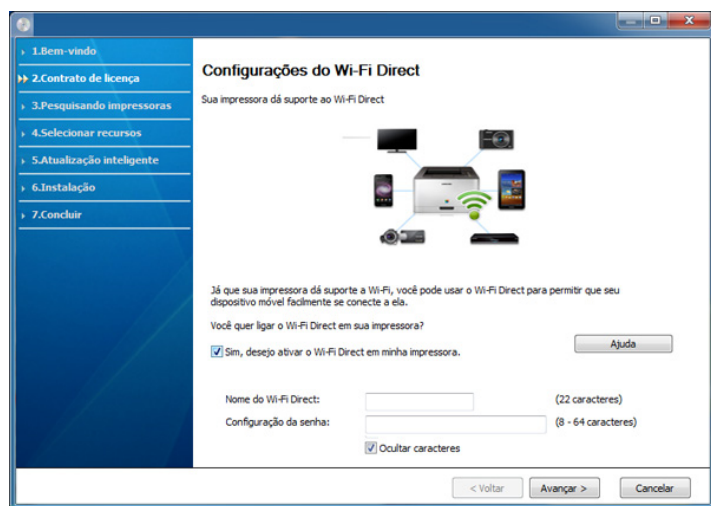 1.Bem-vindo
2.Contrato de licença
3.Pesquisando impressoras
4.Selecionar recursos
5.Atualização inteligente
6.Instalação
7.Concluir
Configurações do Wi-Fi Direct
Sua impressora dá suporte ao Wi-Fi Direct
Já que sua impressora dá suporte a Wi-Fi, você pode usar o Wi-Fi Direct para permitir que seu
dispositivo móvel facilmente se conecte a ela.
Você quer ligar o Wi-Fi Direct em sua impressora?
Sim, desejo ativar o Wi-Fi Direct em minha impressora.
Ajuda
Nome do Wi-Fi Direct: (22 caracteres)
Configuração da senha: (8 - 64 caracteres)
Ocultar caracteres
< Voltar Avançar > Cancelar